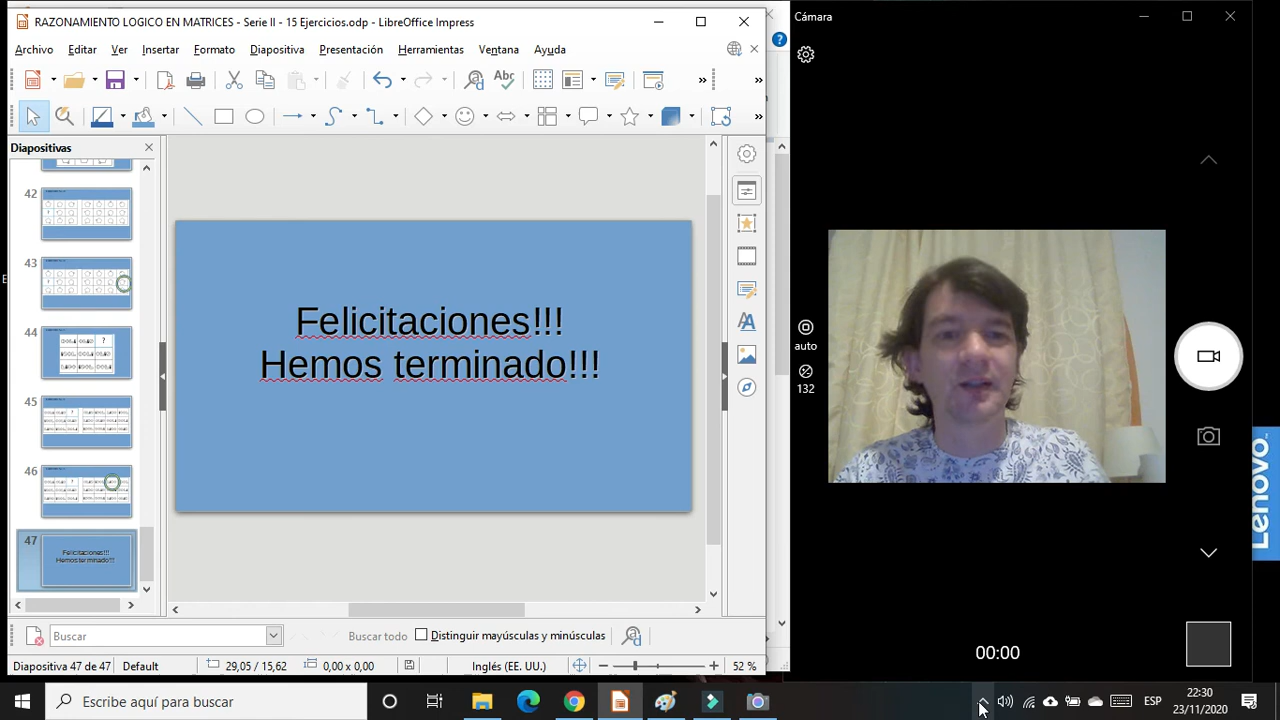 RAZONAMIENTO LOGICO EN MATRICES - Serie II - 15 Ejercicios.odp - LibreOffice Impress
Archivo Editar Ver Insertar Formato Diapositiva Presentación Herramientas Ventana Ayuda
Abc
Diapositivas
42
43
44
45
46
47
Felicitaciones!!!
Hemos terminado!!!
Felicitaciones!!!
Hemos terminado!!!
Buscar
Buscar todo
Distinguir mayúsculas y minúsculas
Diapositiva 47 de 47
Default
29,05 / 15,62
0,00 x 0,00
Inglés (EE. UU.)
52 %
Cámara
auto
132
00:00
Lenovo
Escribe aquí para buscar
ESP
22:30
23/11/2020